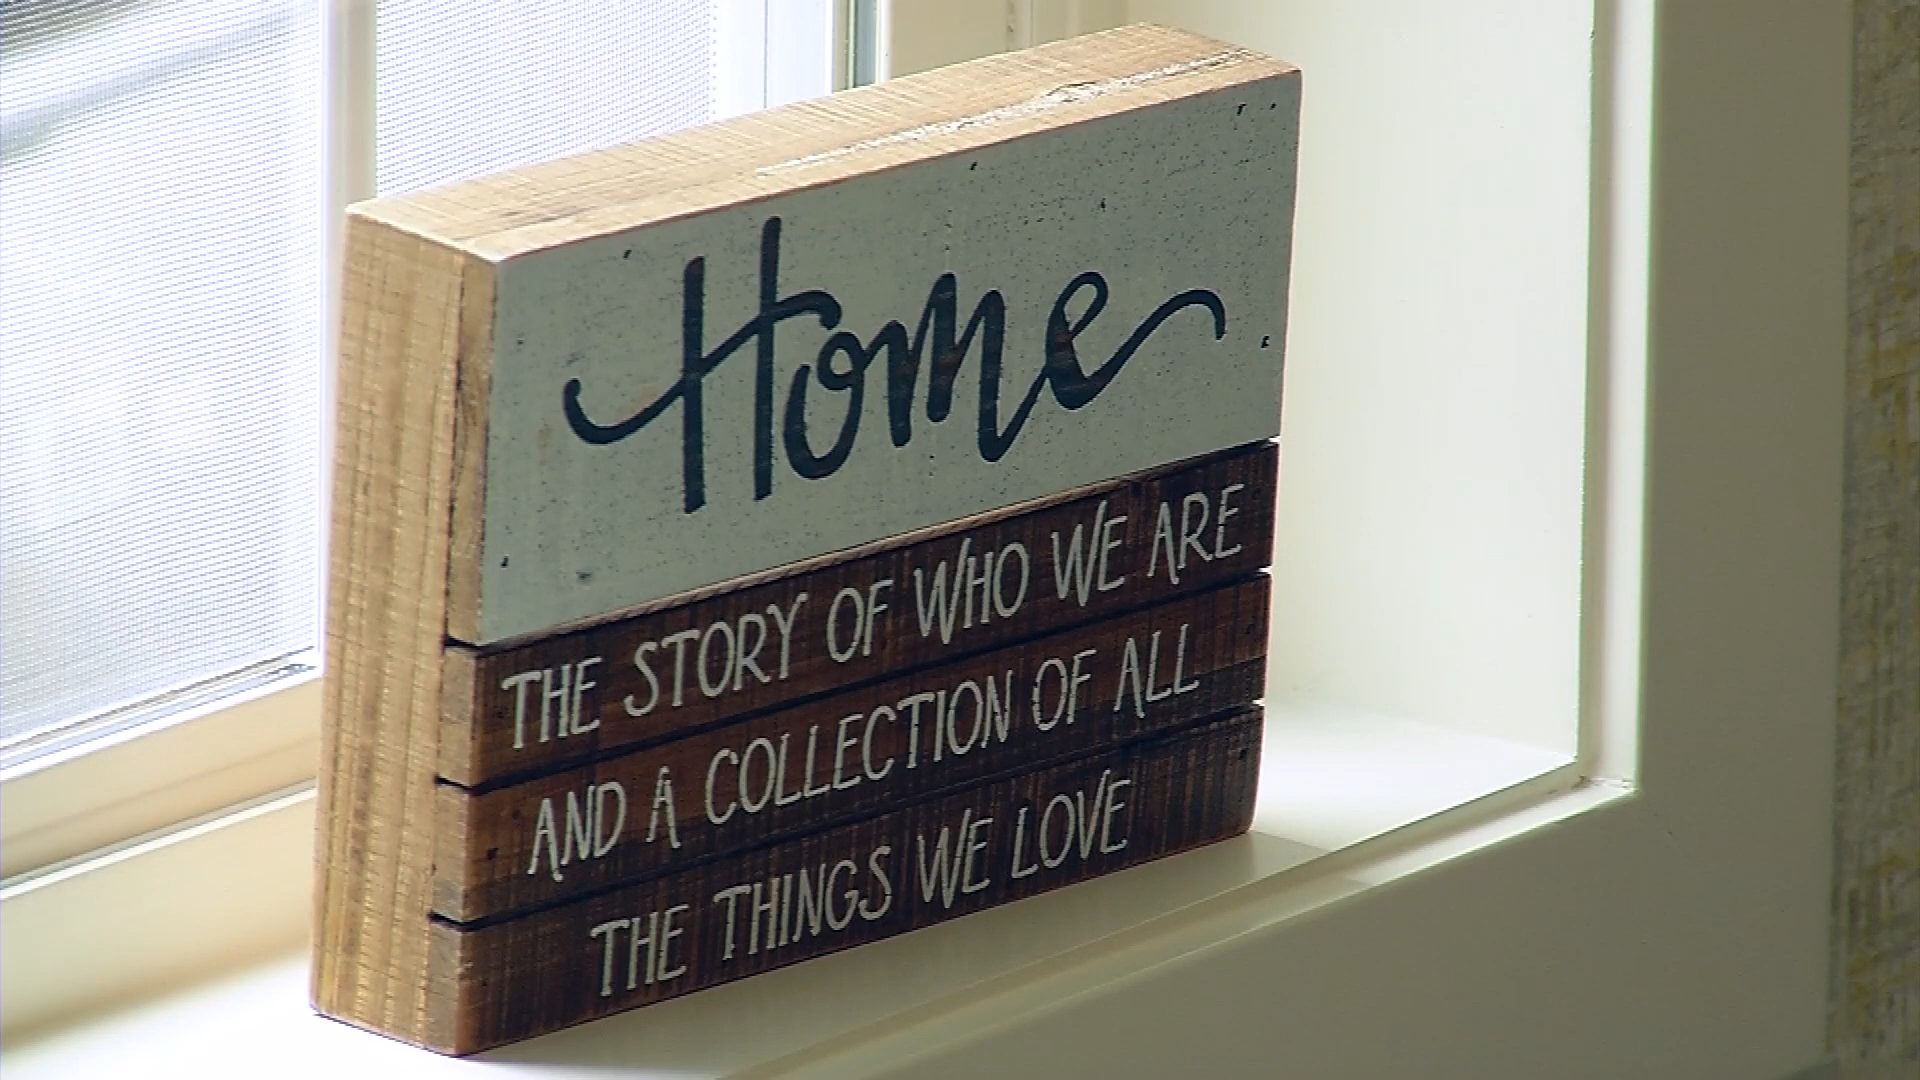 Home
THE STORY OF WHO WE ARE
AND A COLLECTION OF ALL
THE THINGS WE LOVE